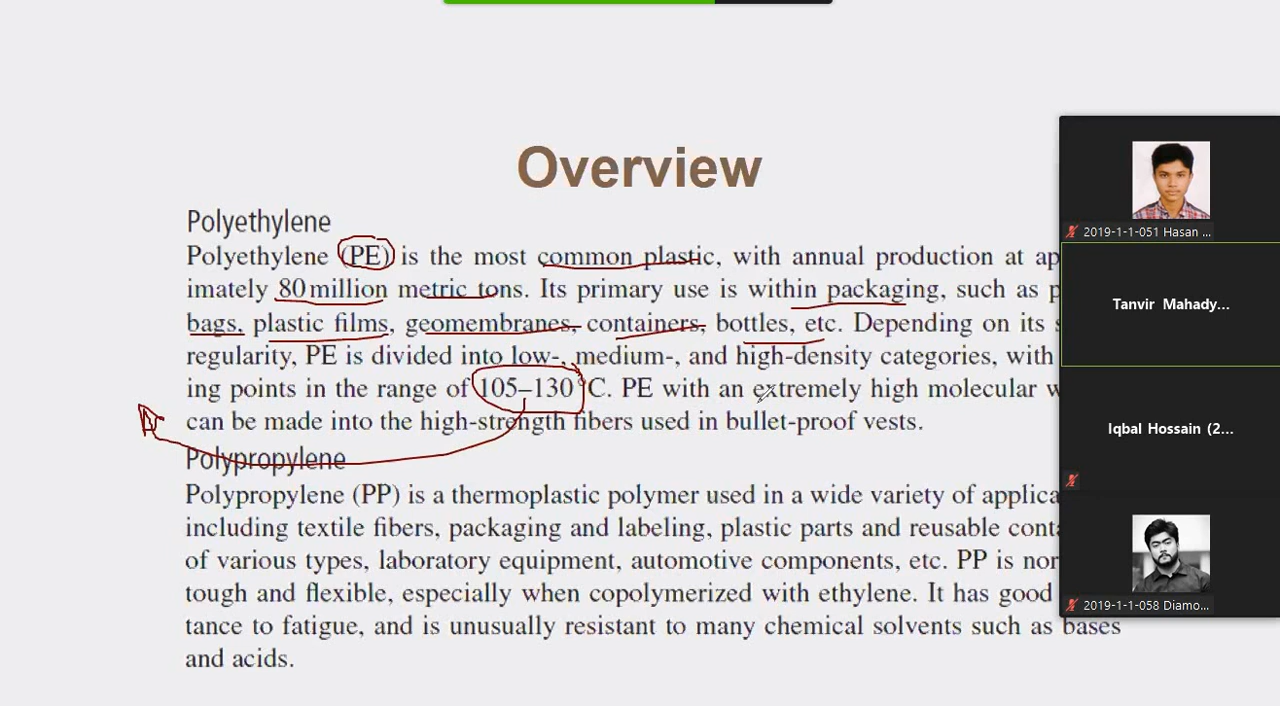 Overview
Polyethylene
Polyethylene (PE) is the most common plastic, with annual production at ap
imately 80 million metric tons. Its primary use is within packaging, such as p
bags, plastic films, geomembranes, containers, bottles, etc. Depending on its s
regularity, PE is divided into low-, medium-, and high-density categories, with
ing points in the range of 105–130 °C. PE with an extremely high molecular w
can be made into the high-strength fibers used in bullet-proof vests.
Polypropylene
Polypropylene (PP) is a thermoplastic polymer used in a wide variety of applica
including textile fibers, packaging and labeling, plastic parts and reusable conta
of various types, laboratory equipment, automotive components, etc. PP is nor
tough and flexible, especially when copolymerized with ethylene. It has good
tance to fatigue, and is unusually resistant to many chemical solvents such as bases
and acids.
2019-1-1-051 Hasan ...
Tanvir Mahady...
Iqbal Hossain (2...
2019-1-1-058 Diamo...